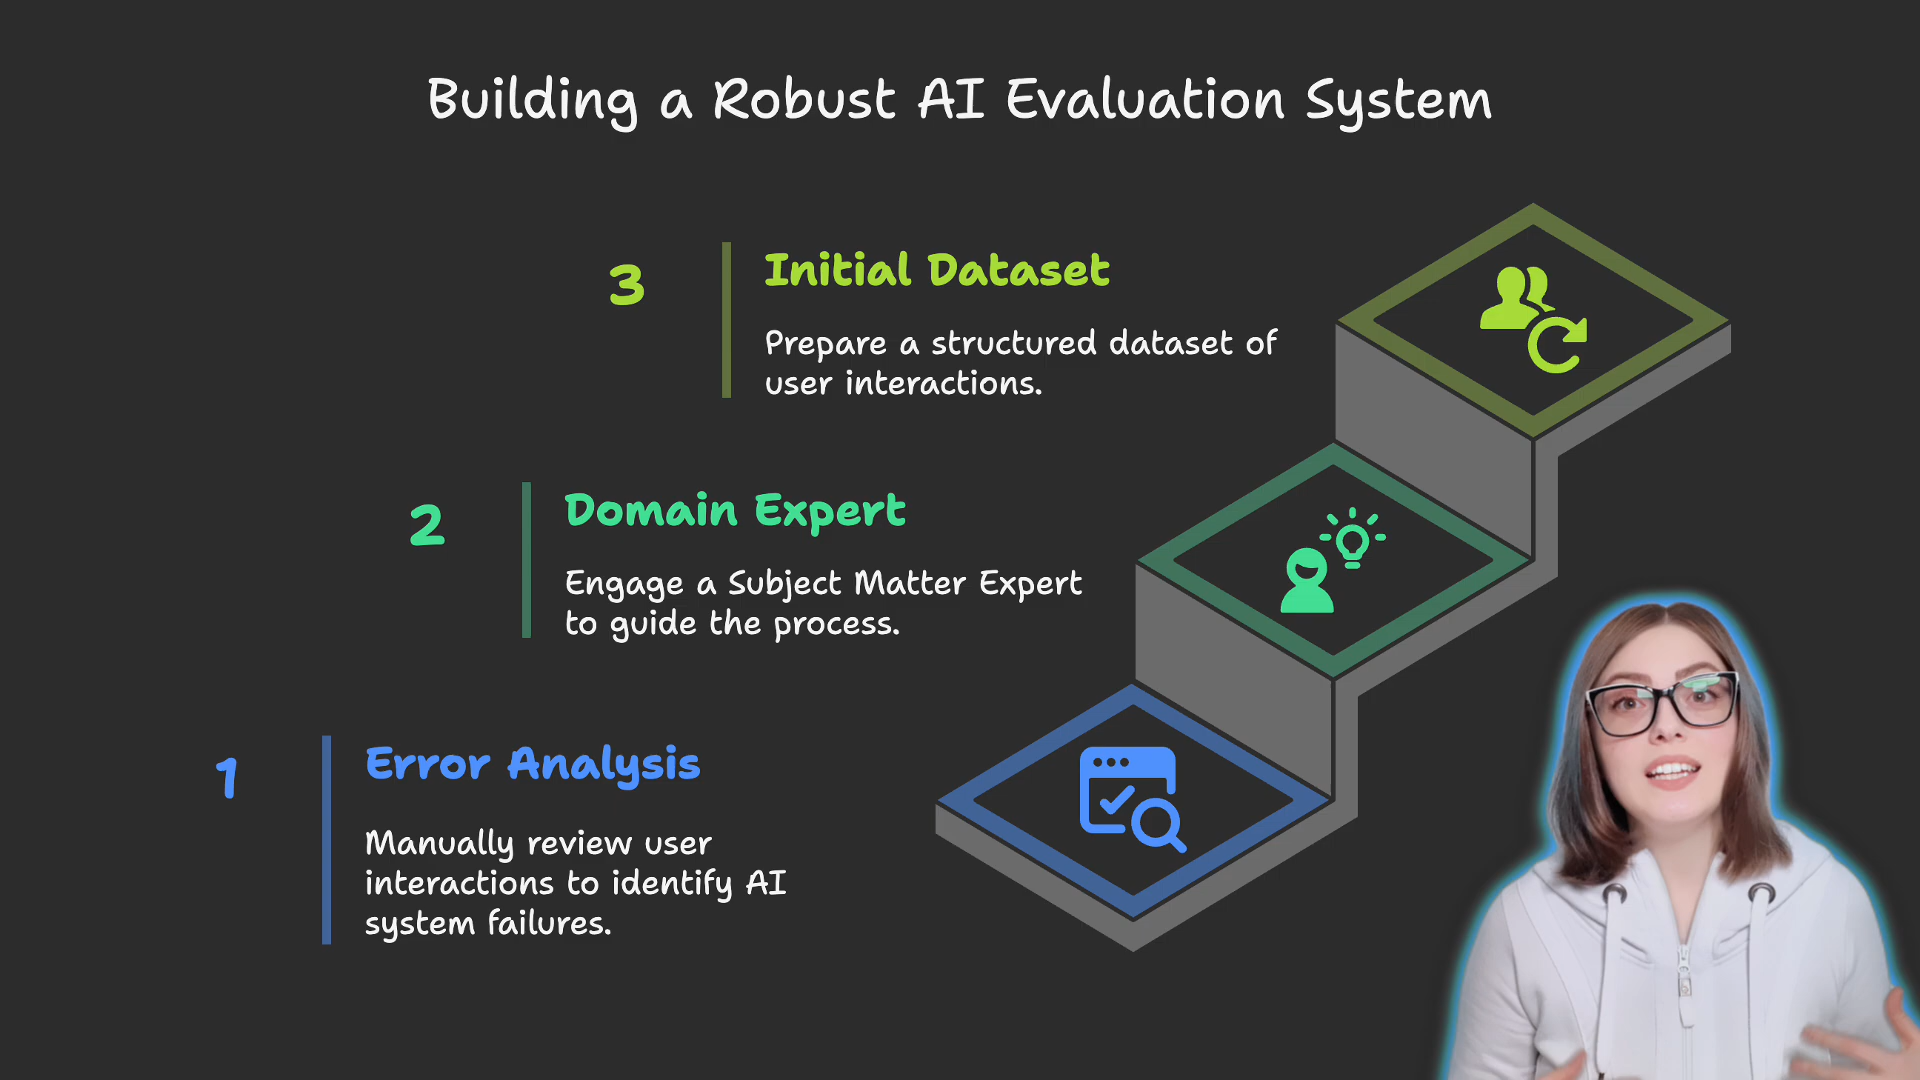 Building a Robust AI Evaluation System
3
Initial Dataset
Prepare a structured dataset of
user interactions.
2
Domain Expert
Engage a Subject Matter Expert
to guide the process.
1
Error Analysis
Manually review user
interactions to identify AI
system failures.